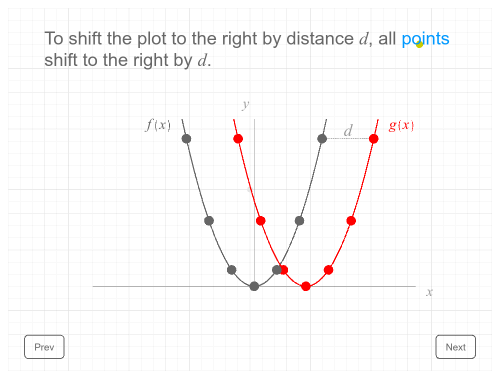 To shift the plot to the right by distance d, all points
shift to the right by d.
y
f(x)
d
g(x)
x
Prev
Next